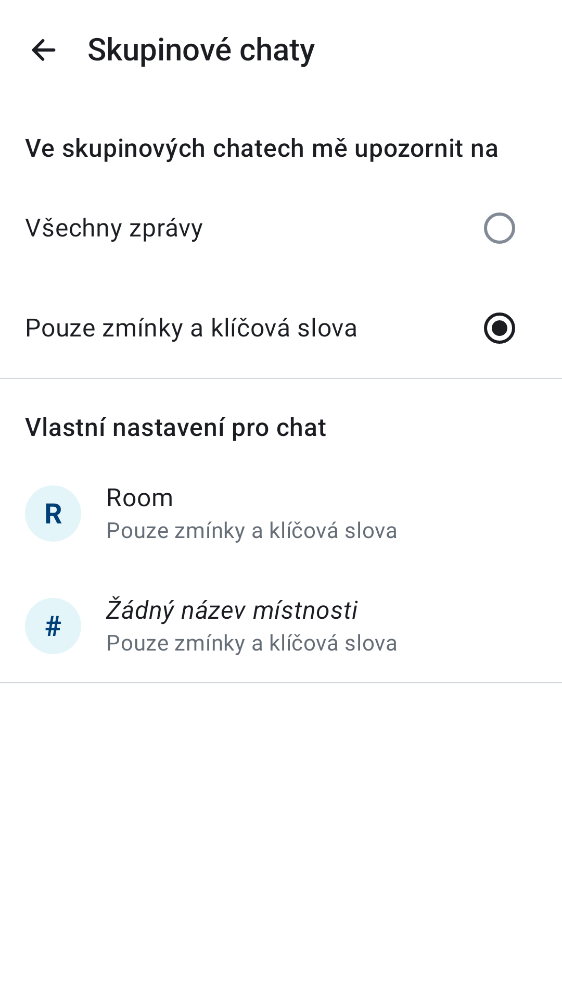 Skupinové chaty
Ve skupinových chatech mě upozornit na
Všechny zprávy
Pouze zmínky a klíčová slova
Vlastní nastavení pro chat
R
Room
Pouze zmínky a klíčová slova
#
Žádný název místnosti
Pouze zmínky a klíčová slova